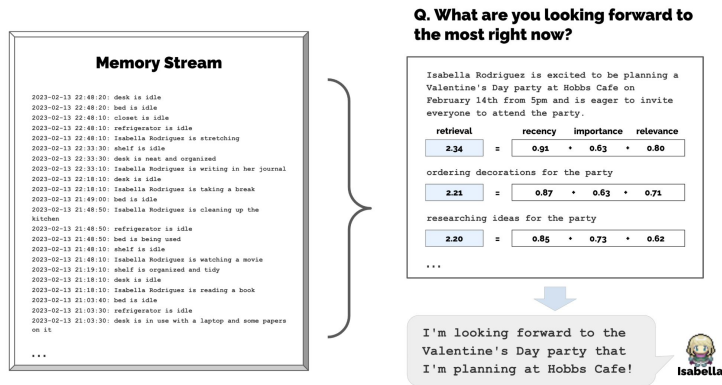 Memory Stream
2023-02-13 22:48:20: desk is idle
2023-02-13 22:48:20: bed is idle
2023-02-13 22:48:10: closet is idle
2023-02-13 22:48:10: refrigerator is idle
2023-02-13 22:48:10: Isabella Rodriguez is stretching
2023-02-13 22:33:30: shelf is idle
2023-02-13 22:33:30: desk is neat and organized
2023-02-13 22:33:10: Isabella Rodriguez is writing in her journal
2023-02-13 22:18:10: desk is idle
2023-02-13 22:18:10: Isabella Rodriguez is taking a break
2023-02-13 21:49:00: bed is idle
2023-02-13 21:48:50: Isabella Rodriguez is cleaning up the
kitchen
2023-02-13 21:48:50: refrigerator is idle
2023-02-13 21:48:50: bed is being used
2023-02-13 21:48:10: shelf is idle
2023-02-13 21:48:10: Isabella Rodriguez is watching a movie
2023-02-13 21:19:10: shelf is organized and tidy
2023-02-13 21:18:10: desk is idle
2023-02-13 21:18:10: Isabella Rodriguez is reading a book
2023-02-13 21:03:40: bed is idle
2023-02-13 21:03:30: refrigerator is idle
2023-02-13 21:03:30: desk is in use with a laptop and some papers
on it
...
Q. What are you looking forward to
the most right now?
Isabella Rodriguez is excited to be planning a
Valentine's Day party at Hobbs Cafe on
February 14th from 5pm and is eager to invite
everyone to attend the party.
retrieval recency importance relevance
2.34 = 0.91 + 0.63 + 0.80
ordering decorations for the party
2.21 = 0.87 + 0.63 + 0.71
researching ideas for the party
2.20 = 0.85 + 0.73 + 0.62
...
I'm looking forward to the
Valentine's Day party that
I'm planning at Hobbs Cafe!
Isabella